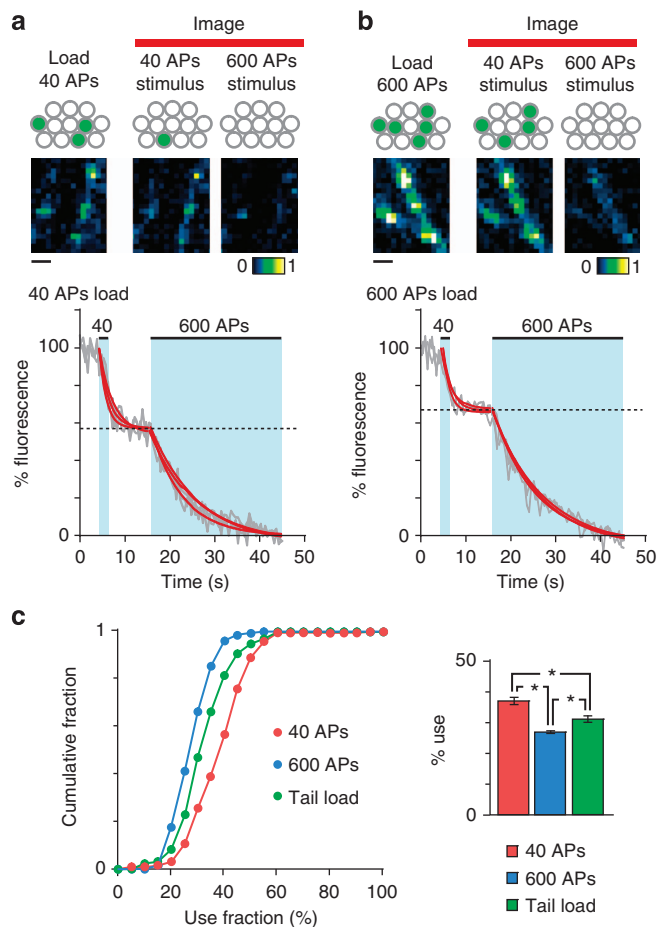 a
Image
Load
40 APs
40 APs
stimulus
600 APs
stimulus
0 1
40 APs load
40
600 APs
100
0
% fluorescence
0 10 20 30 40 50
Time (s)
b
Image
Load
600 APs
40 APs
stimulus
600 APs
stimulus
0 1
600 APs load
40
600 APs
100
0
% fluorescence
0 10 20 30 40 50
Time (s)
c
1
0
Cumulative fraction
40 APs
600 APs
Tail load
0 20 40 60 80 100
Use fraction (%)
50
0
% use
*
* *
40 APs
600 APs
Tail load